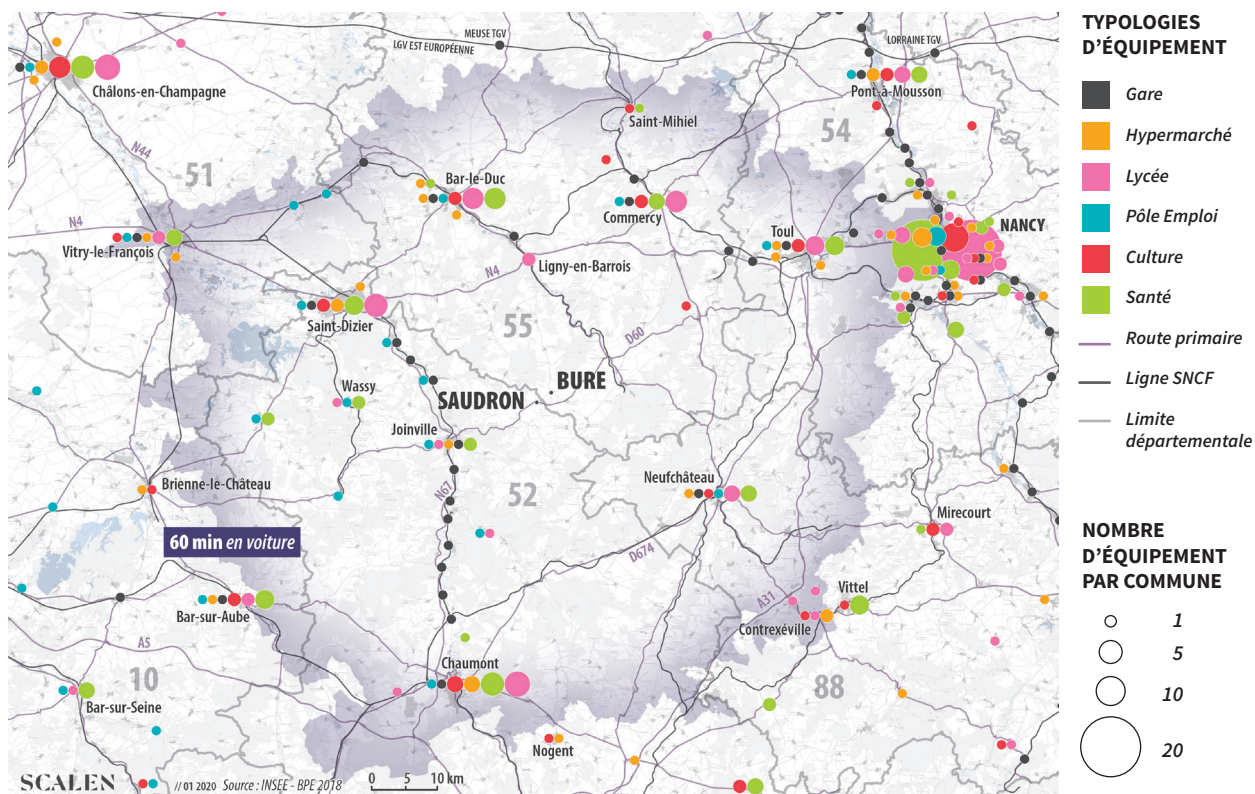 MEUSE TGV
LGV EST EUROPÉENNE
LORRAINE TGV
Châlons-en-Champagne
Pont-à-Mousson
Saint-Mihiel
54
N44
51
Bar-le-Duc
Commercy
N4
Vitry-le-François
Toul
NANCY
Ligny-en-Barrois
N4
Saint-Dizier
55
D60
Wassy
BURE
SAUDRON
Joinville
Brienne-le-Château
N67
52
Neufchâteau
Mirecourt
60 min en voiture
D674
Bar-sur-Aube
A31
Vittel
Contrexéville
A5
10
Chaumont
88
Bar-sur-Seine
Nogent
SCALEN // 01 2020 Source : INSEE - BPE 2018
0 5 10 km
TYPOLOGIES
D'ÉQUIPEMENT
Gare
Hypermarché
Lycée
Pôle Emploi
Culture
Santé
Route primaire
Ligne SNCF
Limite
départementale
NOMBRE
D'ÉQUIPEMENT
PAR COMMUNE
1
5
10
20